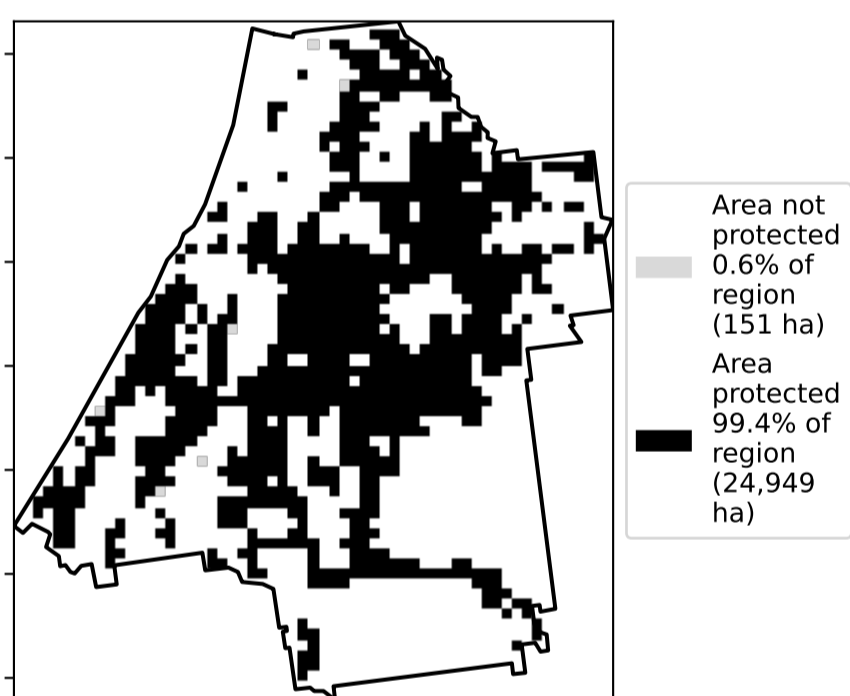 Area not
protected
0.6% of
region
(151 ha)
Area
protected
99.4% of
region
(24,949
ha)